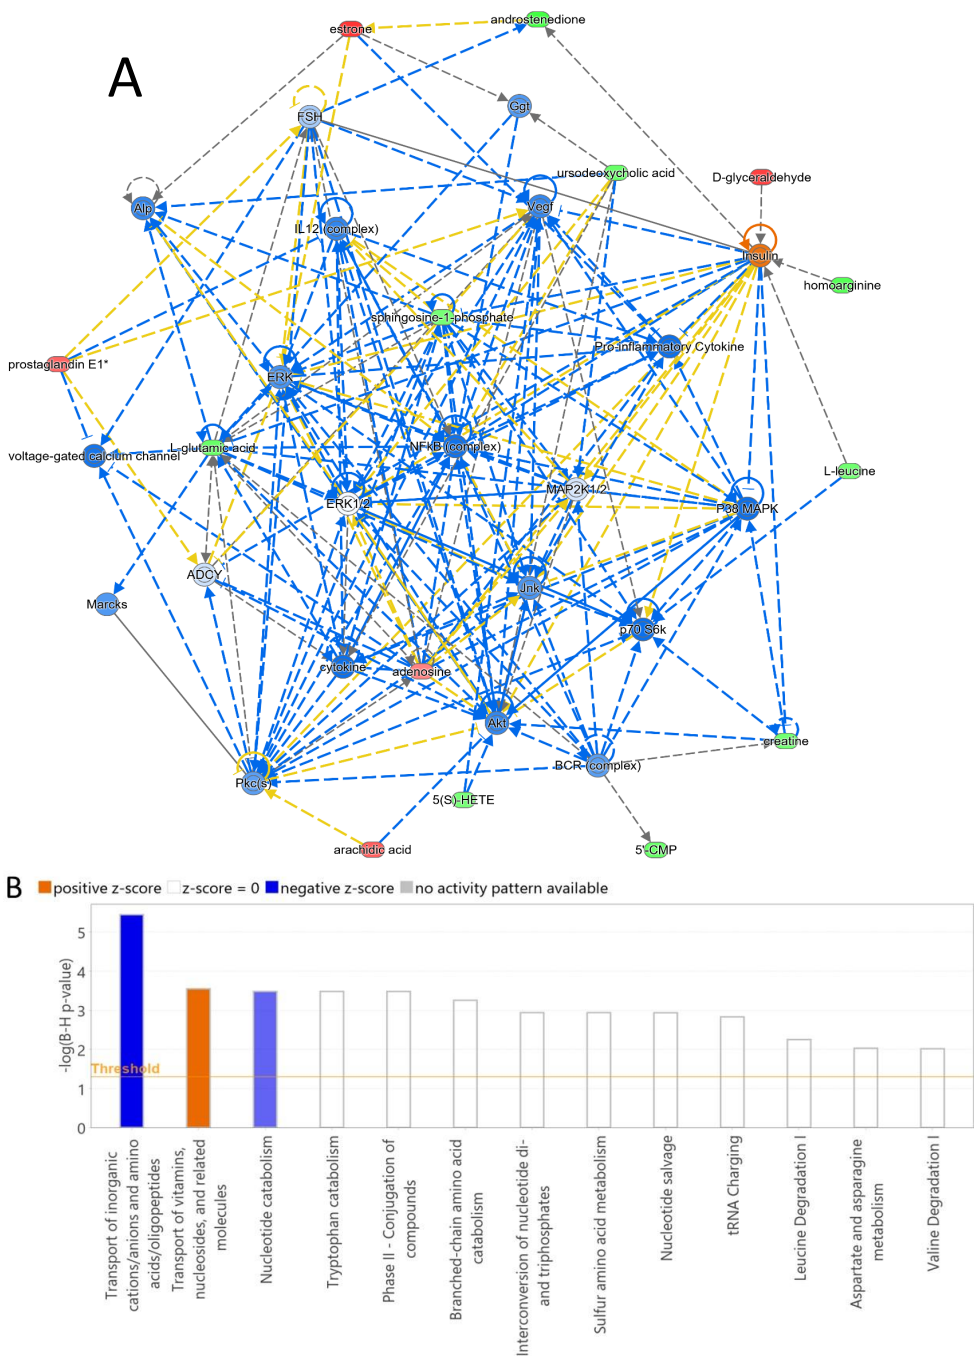 A
estrone
androstenedione
FSH
Ggt
ursodeoxycholic acid
D-glyceraldehyde
Alp
IL12 (complex)
Vegf
Insulin
homoarginine
sphingosine-1-phosphate
Pro-inflammatory Cytokine
prostaglandin E1*
ERK
voltage-gated calcium channel
L-glutamic acid
NFkB (complex)
L-leucine
ERK1/2
MAP2K1/2
P38 MAPK
ADCY
Marcks
Jnk
p70 S6k
cytokine
adenosine
Akt
creatine
Pkc(s)
BCR (complex)
5(S)-HETE
arachidic acid
5'-CMP
B
positive z-score z-score = 0 negative z-score no activity pattern available
-log(B-H p-value)
5
4
3
2
1
0
Threshold
Transport of inorganic
cations/anions and amino
acids/oligopeptides
Transport of vitamins,
nucleosides, and related
molecules
Nucleotide catabolism
Tryptophan catabolism
Phase II - Conjugation of
compounds
Branched-chain amino acid
catabolism
Interconversion of nucleotide di-
and triphosphates
Sulfur amino acid metabolism
Nucleotide salvage
tRNA Charging
Leucine Degradation I
Aspartate and asparagine
metabolism
Valine Degradation I